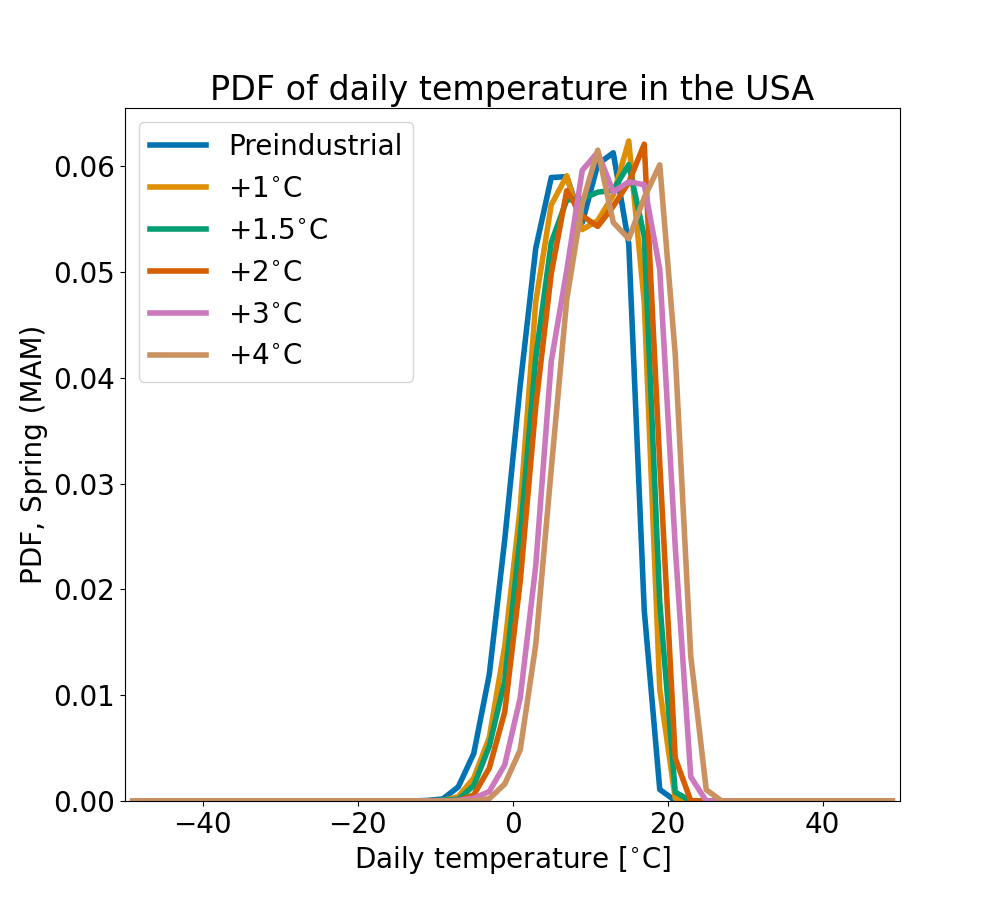 PDF of daily temperature in the USA
Preindustrial
+1°C
+1.5°C
+2°C
+3°C
+4°C
0.06
0.05
0.04
0.03
0.02
0.01
0.00
PDF, Spring (MAM)
−40 −20 0 20 40
Daily temperature [°C]